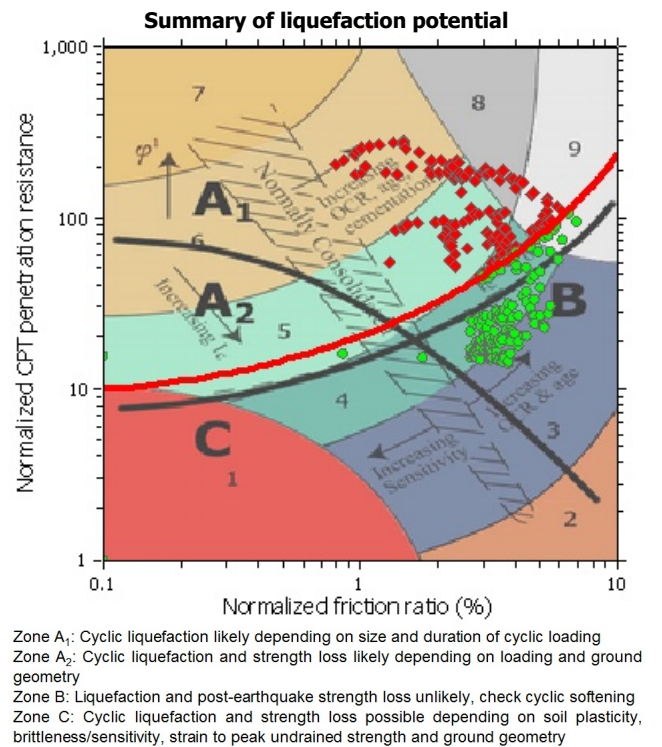 Summary of liquefaction potential
1,000
7
8
9
φ'
Increasing
OCR, age
cementation
Normally Consolidated
A1
100
6
A2
Increasing Ic
B
5
10
4
Increasing
OCR & age
C
3
Increasing
Sensitivity
1
2
1
0.1
1
10
Normalized CPT penetration resistance
Normalized friction ratio (%)
Zone A1: Cyclic liquefaction likely depending on size and duration of cyclic loading
Zone A2: Cyclic liquefaction and strength loss likely depending on loading and ground
geometry
Zone B: Liquefaction and post-earthquake strength loss unlikely, check cyclic softening
Zone C: Cyclic liquefaction and strength loss possible depending on soil plasticity,
brittleness/sensitivity, strain to peak undrained strength and ground geometry